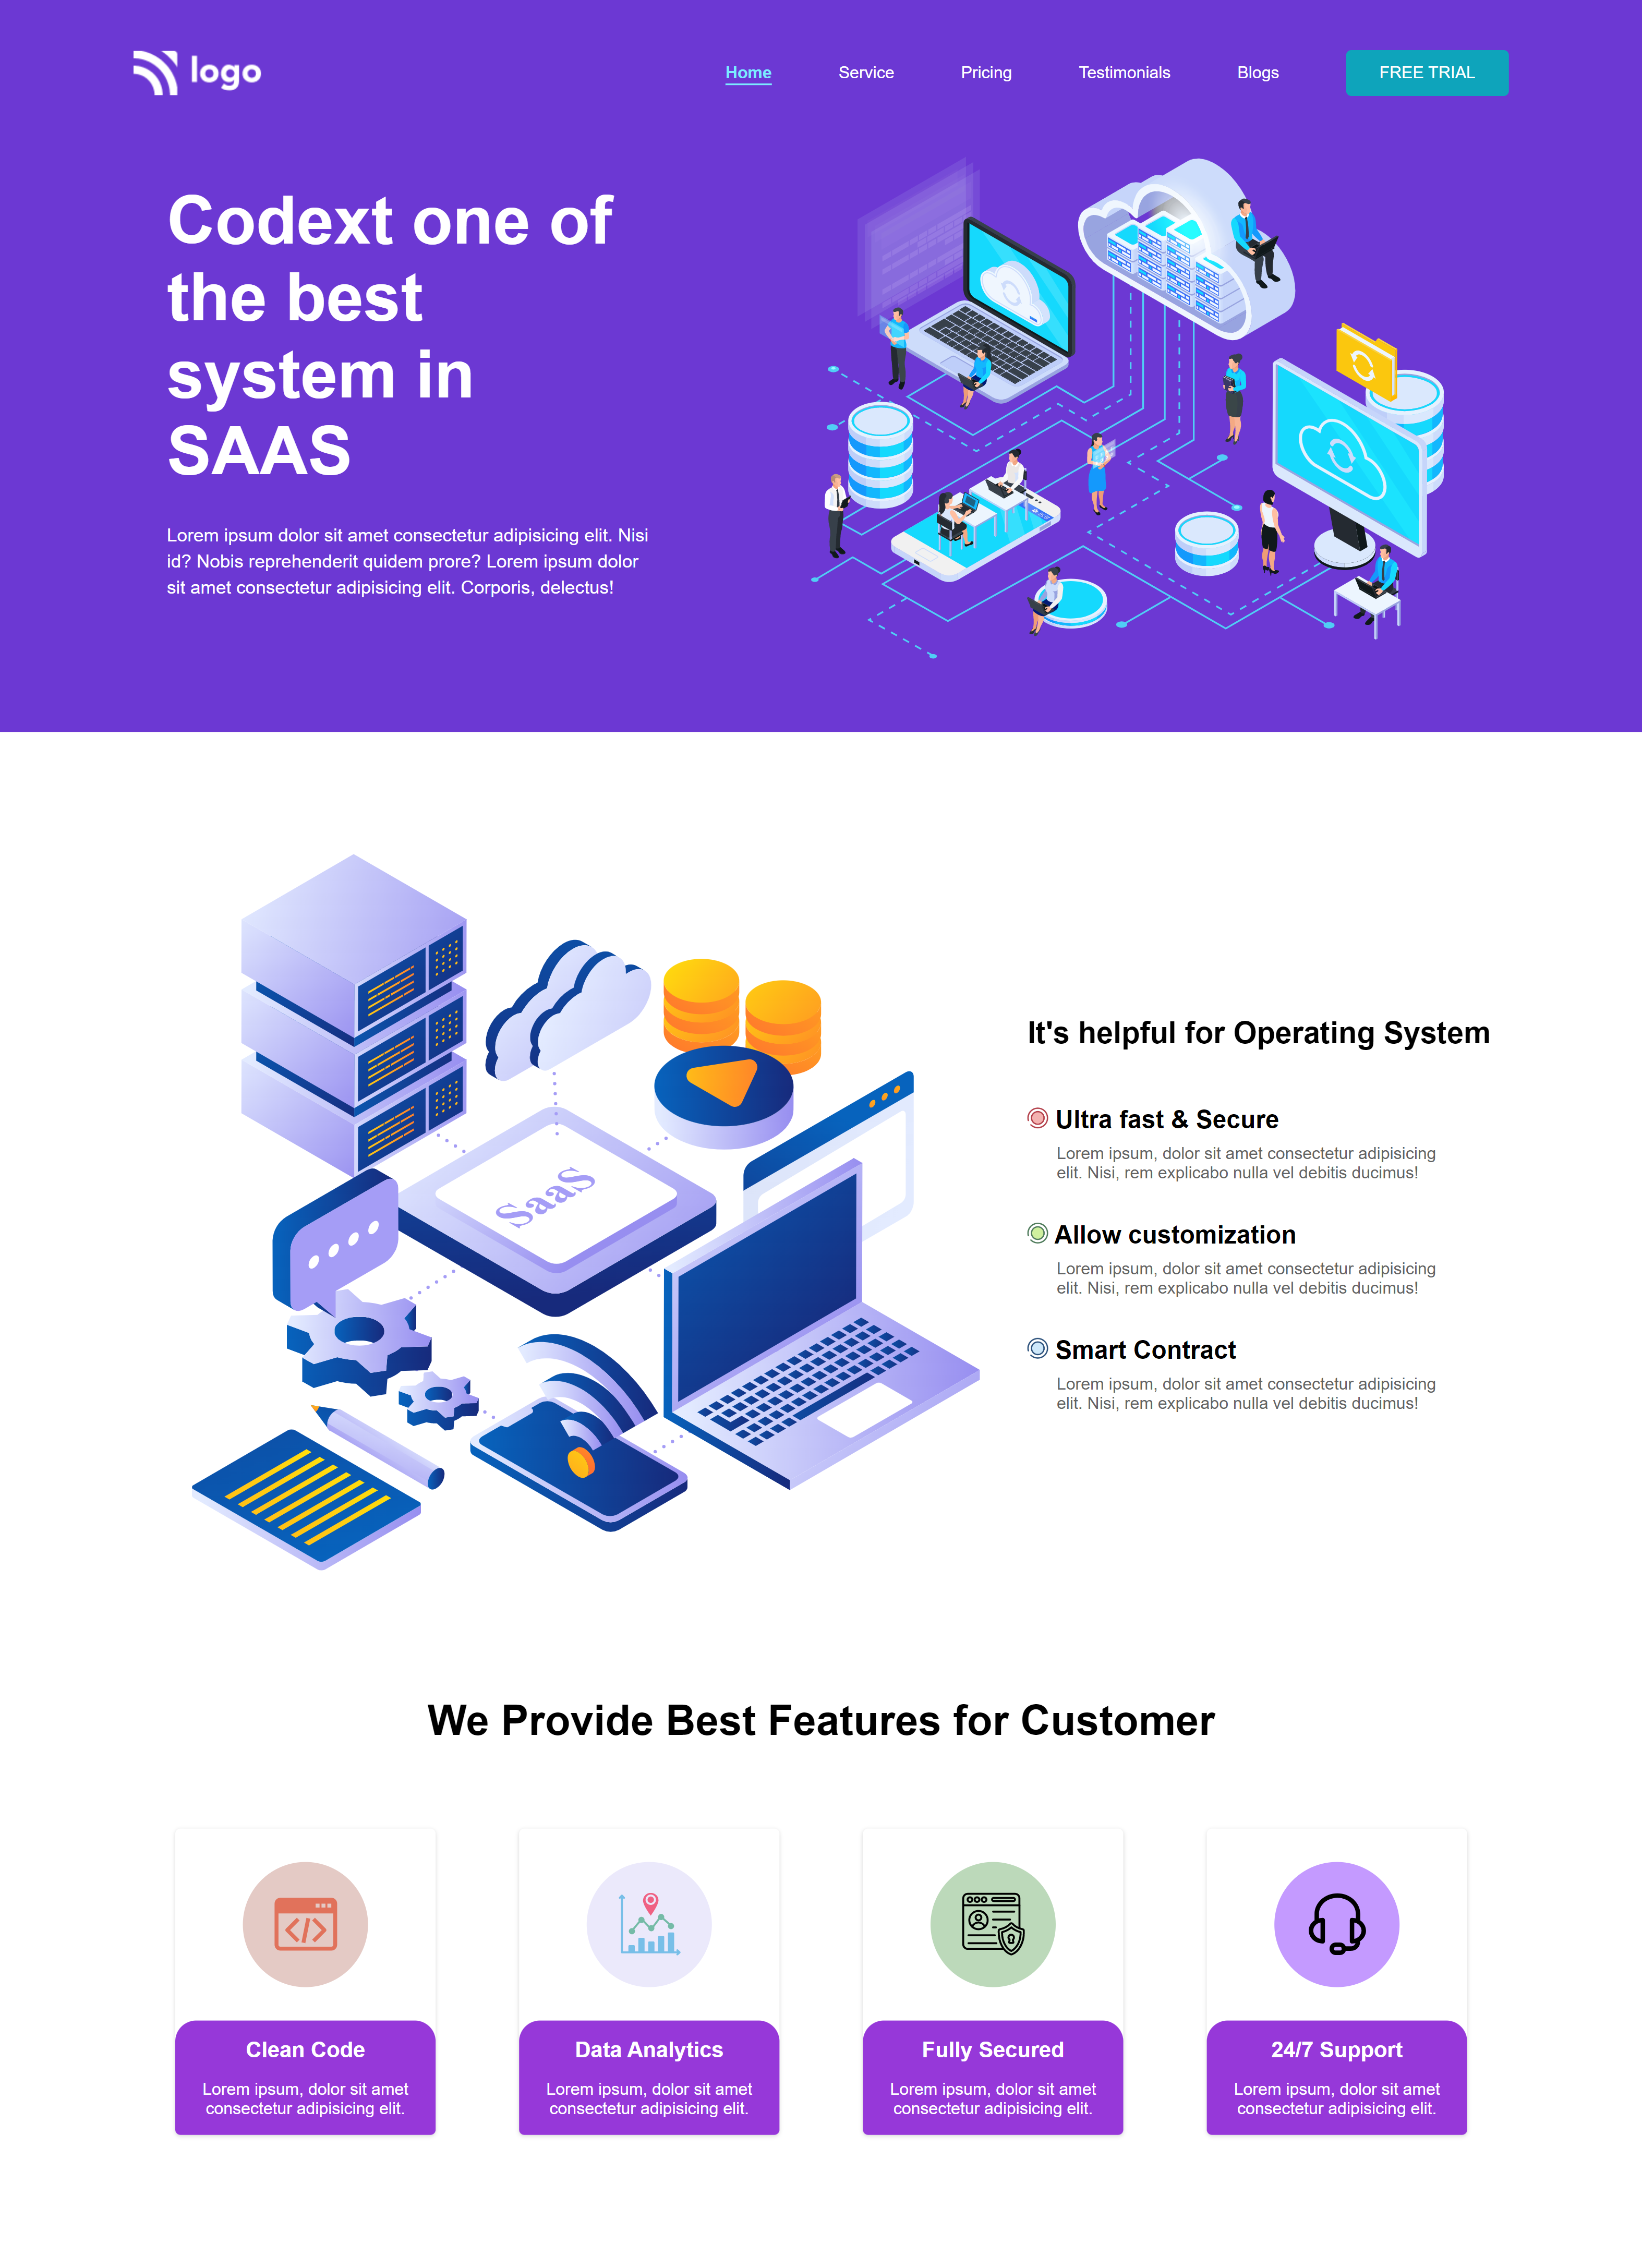 logo
Home Service Pricing Testimonials Blogs FREE TRIAL
Codext one of
the best
system in
SAAS
Lorem ipsum dolor sit amet consectetur adipisicing elit. Nisi
id? Nobis reprehenderit quidem prore? Lorem ipsum dolor
sit amet consectetur adipisicing elit. Corporis, delectus!
SaaS
It's helpful for Operating System
Ultra fast & Secure
Lorem ipsum, dolor sit amet consectetur adipisicing
elit. Nisi, rem explicabo nulla vel debitis ducimus!
Allow customization
Lorem ipsum, dolor sit amet consectetur adipisicing
elit. Nisi, rem explicabo nulla vel debitis ducimus!
Smart Contract
Lorem ipsum, dolor sit amet consectetur adipisicing
elit. Nisi, rem explicabo nulla vel debitis ducimus!
We Provide Best Features for Customer
Clean Code
Lorem ipsum, dolor sit amet
consectetur adipisicing elit.
Data Analytics
Lorem ipsum, dolor sit amet
consectetur adipisicing elit.
Fully Secured
Lorem ipsum, dolor sit amet
consectetur adipisicing elit.
24/7 Support
Lorem ipsum, dolor sit amet
consectetur adipisicing elit.